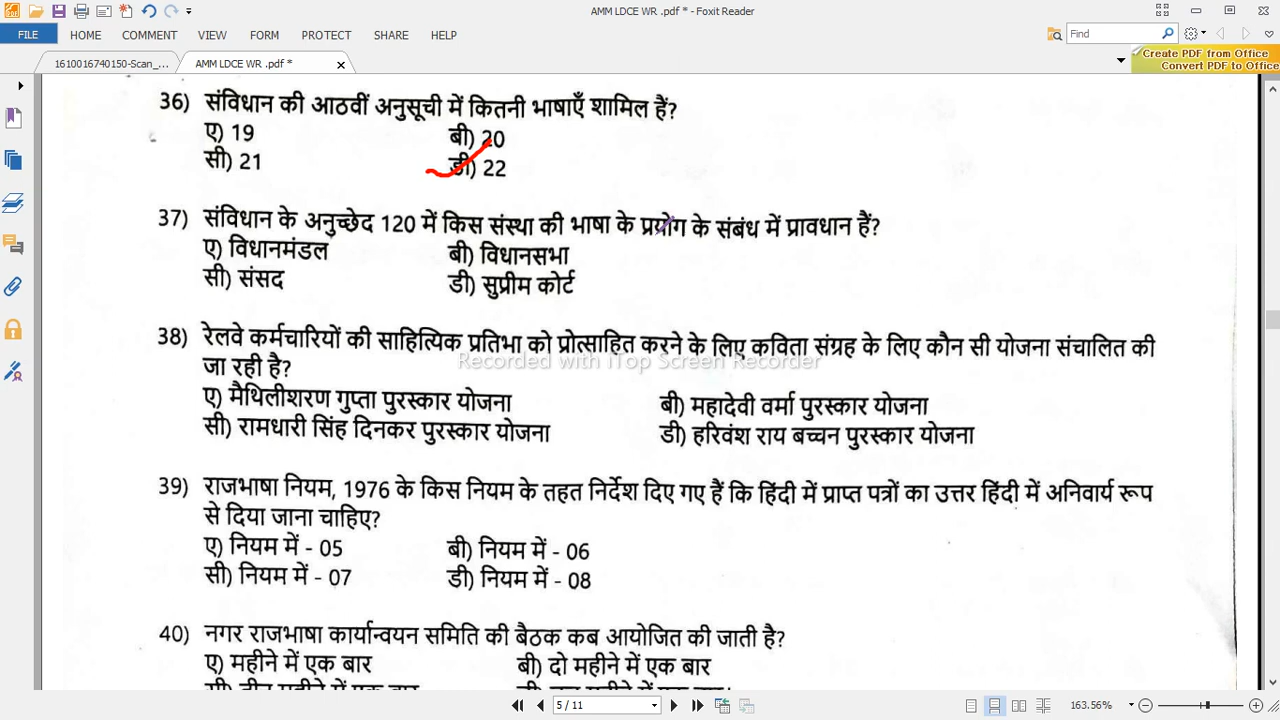 AMM LDCE WR .pdf * - Foxit Reader
FILE HOME COMMENT VIEW FORM PROTECT SHARE HELP
Find
1610016740150-Scan_... AMM LDCE WR .pdf *
Create PDF from Office
Convert PDF to Office
36) संविधान की आठवीं अनुसूची में कितनी भाषाएँ शामिल हैं?
ए) 19 बी) 20
सी) 21 डी) 22
37) संविधान के अनुच्छेद 120 में किस संस्था की भाषा के प्रयोग के संबंध में प्रावधान हैं?
ए) विधानमंडल बी) विधानसभा
सी) संसद डी) सुप्रीम कोर्ट
38) रेलवे कर्मचारियों की साहित्यिक प्रतिभा को प्रोत्साहित करने के लिए कविता संग्रह के लिए कौन सी योजना संचालित की
जा रही है?
Recorded with iTop Screen Recorder
ए) मैथिलीशरण गुप्ता पुरस्कार योजना बी) महादेवी वर्मा पुरस्कार योजना
सी) रामधारी सिंह दिनकर पुरस्कार योजना डी) हरिवंश राय बच्चन पुरस्कार योजना
39) राजभाषा नियम, 1976 के किस नियम के तहत निर्देश दिए गए हैं कि हिंदी में प्राप्त पत्रों का उत्तर हिंदी में अनिवार्य रूप
से दिया जाना चाहिए?
ए) नियम में - 05 बी) नियम में - 06
सी) नियम में - 07 डी) नियम में - 08
40) नगर राजभाषा कार्यान्वयन समिति की बैठक कब आयोजित की जाती है?
ए) महीने में एक बार बी) दो महीने में एक बार
5 / 11 163.56%